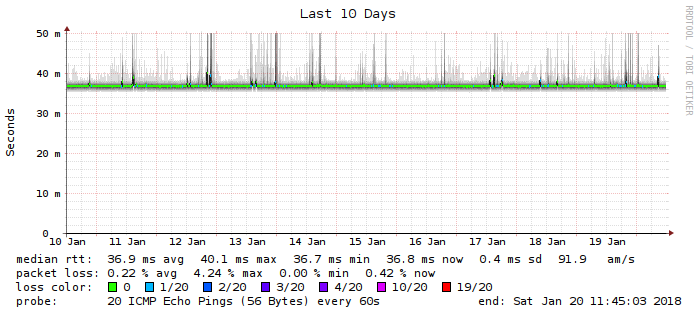 Last 10 Days
RRDTOOL / TOBI OETIKER
Seconds
50 m
40 m
30 m
20 m
10 m
0
10 Jan 11 Jan 12 Jan 13 Jan 14 Jan 15 Jan 16 Jan 17 Jan 18 Jan 19 Jan
median rtt: 36.9 ms avg 40.1 ms max 36.7 ms min 36.8 ms now 0.4 ms sd 91.9 am/s
packet loss: 0.22 % avg 4.24 % max 0.00 % min 0.42 % now
loss color: 0 1/20 2/20 3/20 4/20 10/20 19/20
probe: 20 ICMP Echo Pings (56 Bytes) every 60s end: Sat Jan 20 11:45:03 2018